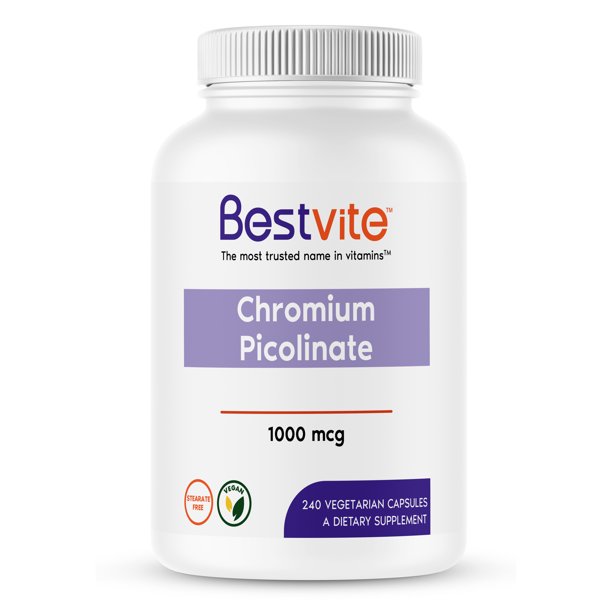 Bestvite™
The most trusted name in vitamins™
Chromium
Picolinate
1000 mcg
STEARATE
FREE
VEGAN
240 VEGETARIAN CAPSULES
A DIETARY SUPPLEMENT